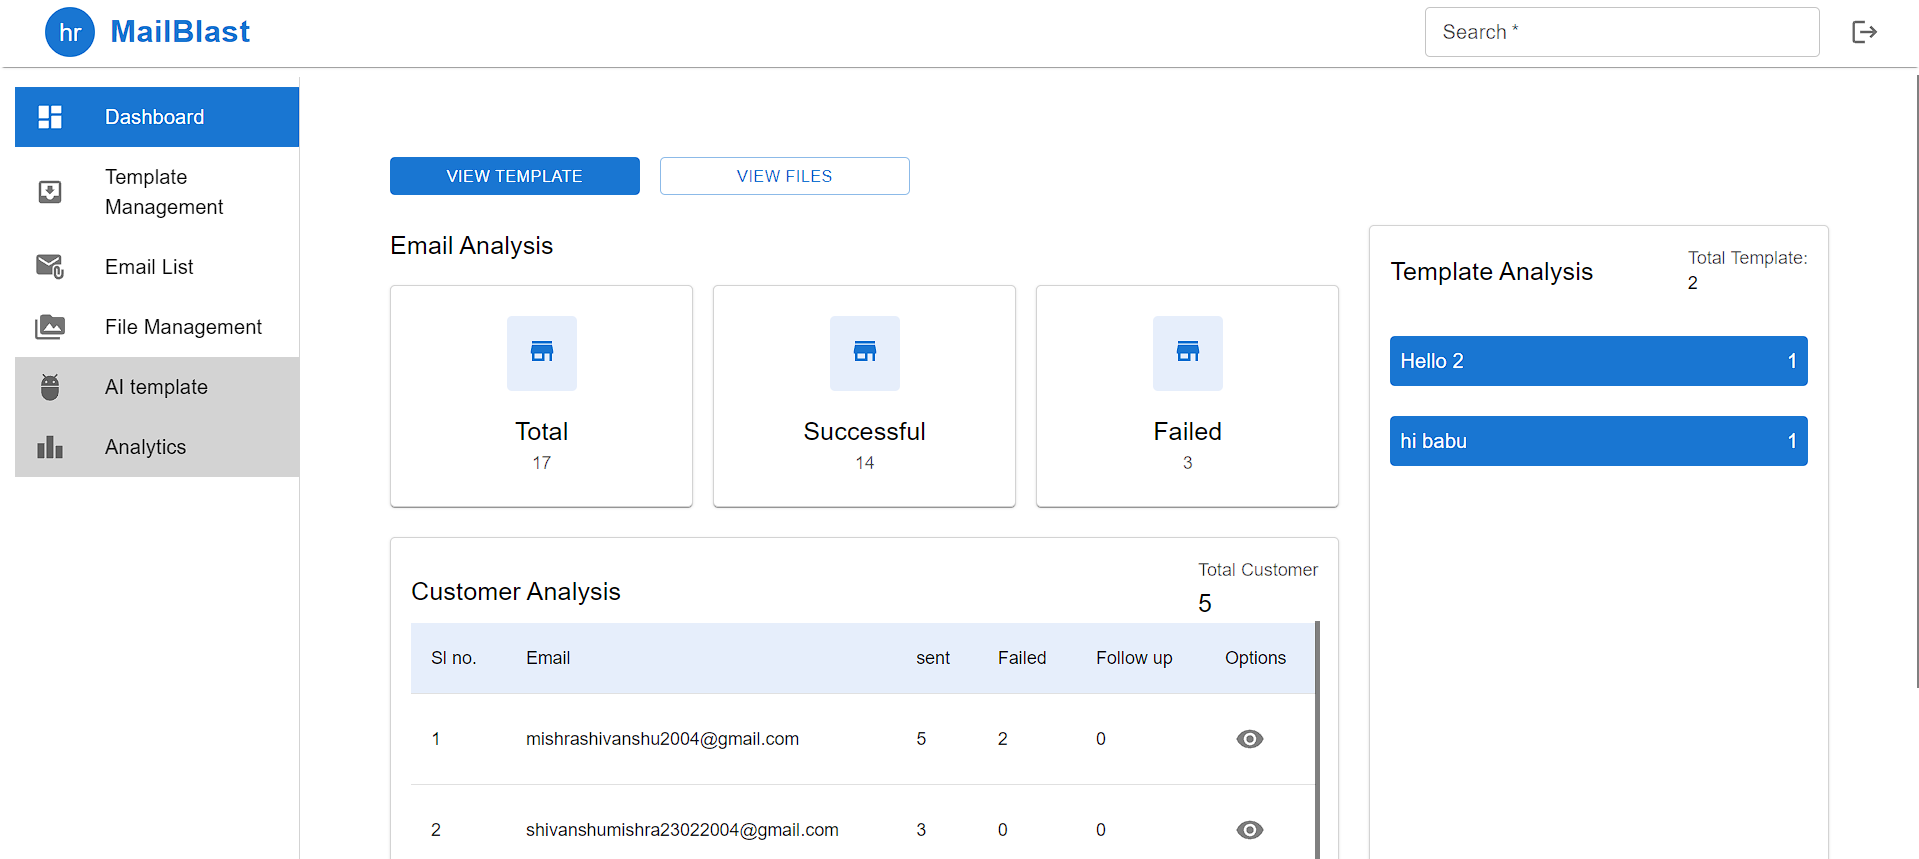 hr MailBlast
Search *
Dashboard
Template
Management
Email List
File Management
AI template
Analytics
VIEW TEMPLATE
VIEW FILES
Email Analysis
Total
17
Successful
14
Failed
3
Template Analysis
Total Template:
2
Hello 2 1
hi babu 1
Customer Analysis
Total Customer
5
Sl no. Email sent Failed Follow up Options
1 mishrashivanshu2004@gmail.com 5 2 0
2 shivanshumishra23022004@gmail.com 3 0 0